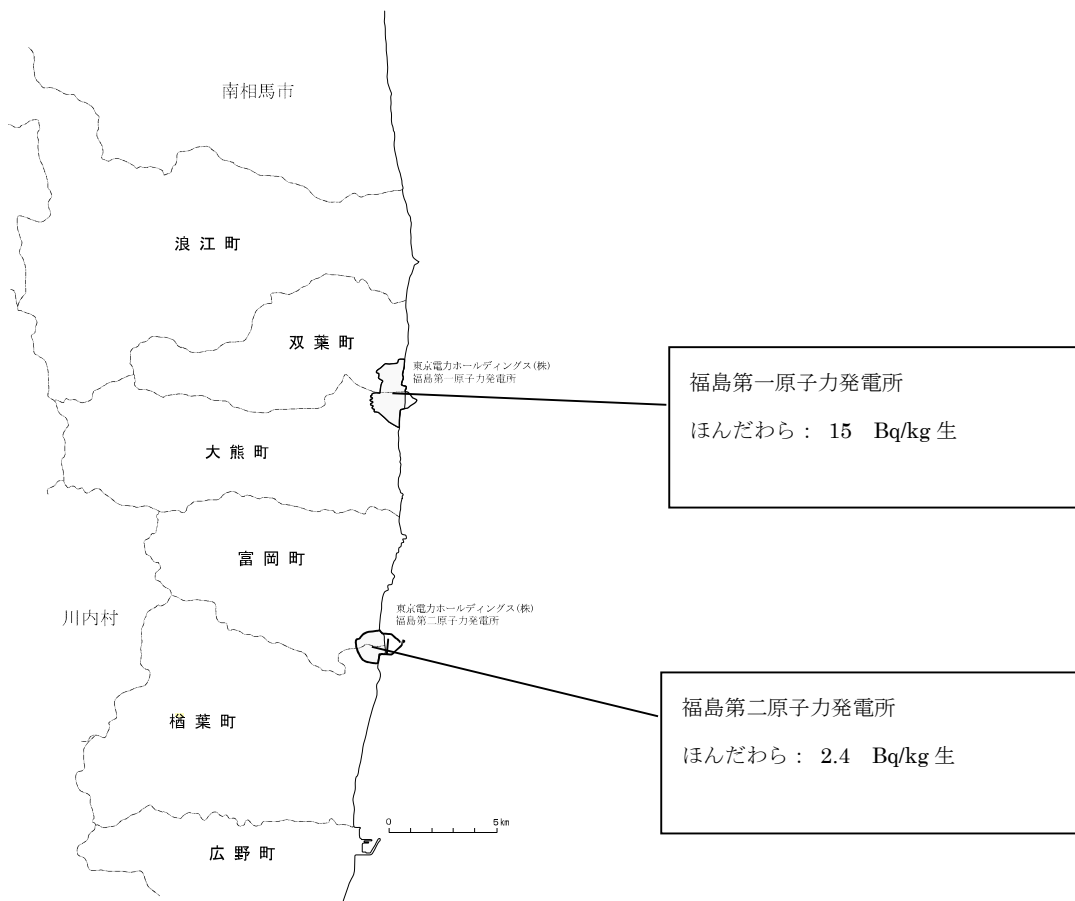 南相馬市
浪江町
双葉町
東京電力ホールディングス(株)
福島第一原子力発電所
福島第一原子力発電所
ほんだわら： 15 Bq/kg 生
大熊町
富岡町
川内村
東京電力ホールディングス(株)
福島第二原子力発電所
福島第二原子力発電所
ほんだわら： 2.4 Bq/kg 生
楢葉町
0 5km
広野町